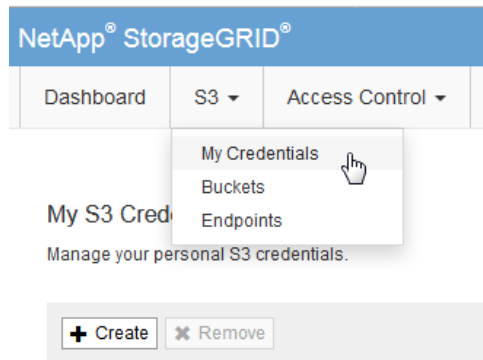 NetApp® StorageGRID®
Dashboard S3 Access Control
My Credentials
Buckets
Endpoints
My S3 Cred
Manage your personal S3 credentials.
Create Remove